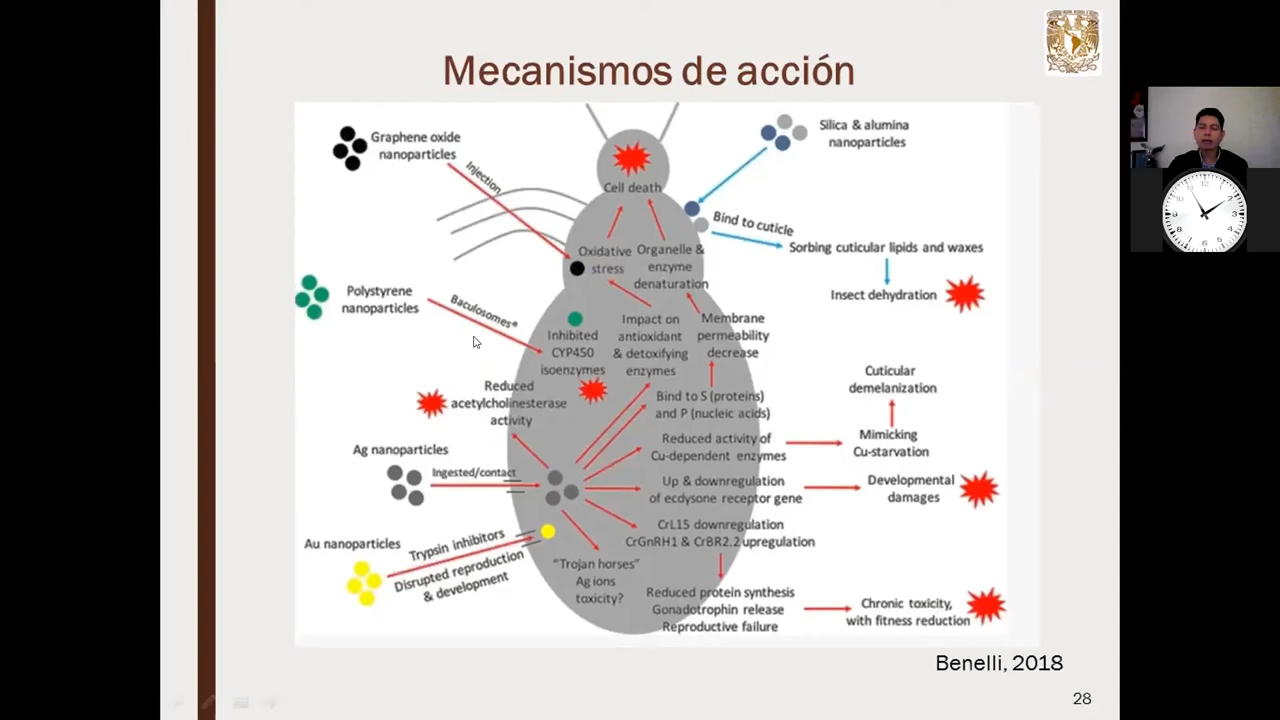 Mecanismos de acción
Graphene oxide
nanoparticles
Injection
Cell death
Silica & alumina
nanoparticles
Bind to cuticle
Sorbing cuticular lipids and waxes
Insect dehydration
Oxidative
stress
Organelle &
enzyme
denaturation
Polystyrene
nanoparticles
Baculosomes®
Inhibited
CYP450
isoenzymes
Impact on
antioxidant
& detoxifying
enzymes
Membrane
permeability
decrease
Reduced
acetylcholinesterase
activity
Bind to S (proteins)
and P (nucleic acids)
Cuticular
demelanization
Reduced activity of
Cu-dependent enzymes
Mimicking
Cu-starvation
Ag nanoparticles
Ingested/contact
Up & downregulation
of ecdysone receptor gene
Developmental
damages
CrL15 downregulation
CrGnRH1 & CrBR2.2 upregulation
Au nanoparticles
Trypsin inhibitors
Disrupted reproduction
& development
"Trojan horses"
Ag ions
toxicity?
Reduced protein synthesis
Gonadotrophin release
Reproductive failure
Chronic toxicity,
with fitness reduction
Benelli, 2018
28